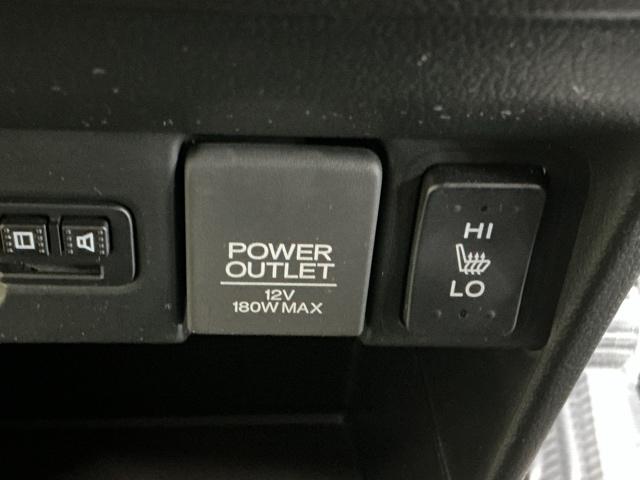 POWER
OUTLET
12V
180W MAX
HI
LO